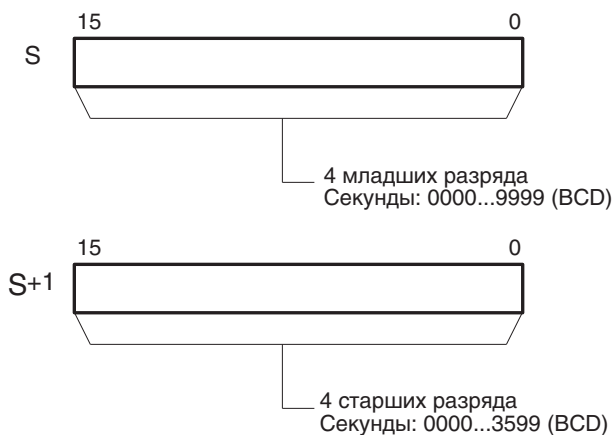 15 0
S
4 младших разряда
Секунды: 0000...9999 (BCD)
15 0
S+1
4 старших разряда
Секунды: 0000...3599 (BCD)